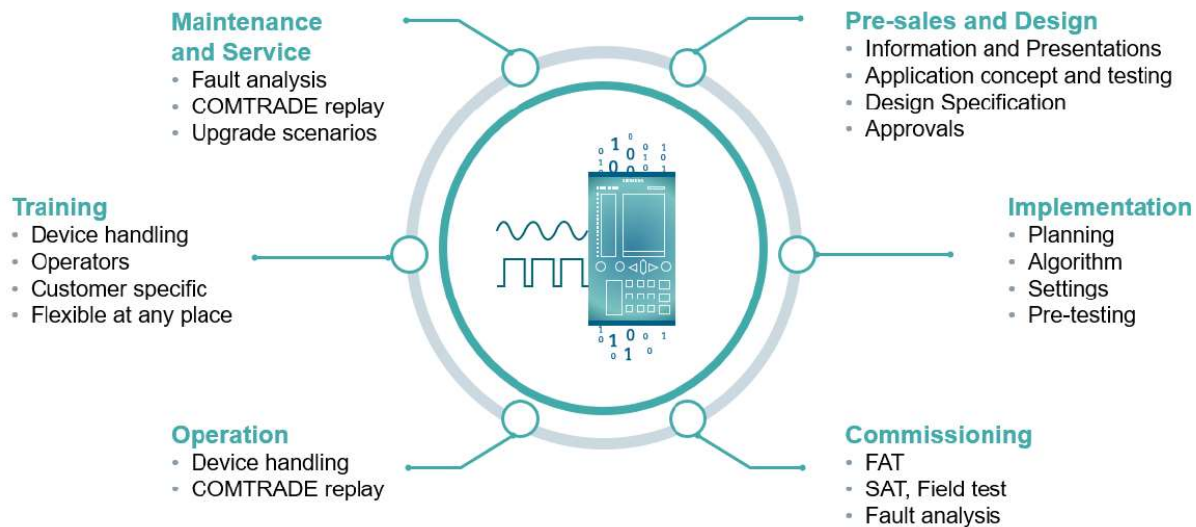 Maintenance
and Service
• Fault analysis
• COMTRADE replay
• Upgrade scenarios
Pre-sales and Design
• Information and Presentations
• Application concept and testing
• Design Specification
• Approvals
Training
• Device handling
• Operators
• Customer specific
• Flexible at any place
SIEMENS
Implementation
• Planning
• Algorithm
• Settings
• Pre-testing
Operation
• Device handling
• COMTRADE replay
Commissioning
• FAT
• SAT, Field test
• Fault analysis